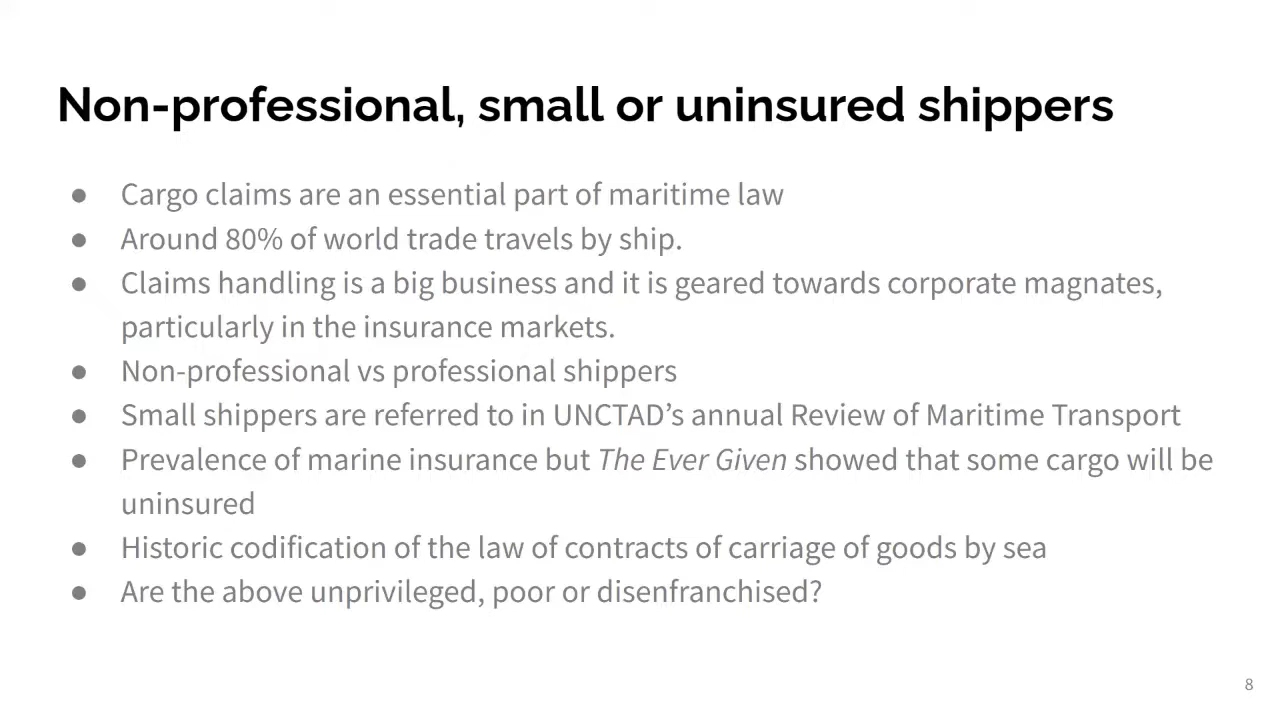 Non-professional, small or uninsured shippers
● Cargo claims are an essential part of maritime law
● Around 80% of world trade travels by ship.
● Claims handling is a big business and it is geared towards corporate magnates,
particularly in the insurance markets.
● Non-professional vs professional shippers
● Small shippers are referred to in UNCTAD’s annual Review of Maritime Transport
● Prevalence of marine insurance but The Ever Given showed that some cargo will be
uninsured
● Historic codification of the law of contracts of carriage of goods by sea
● Are the above unprivileged, poor or disenfranchised?
8